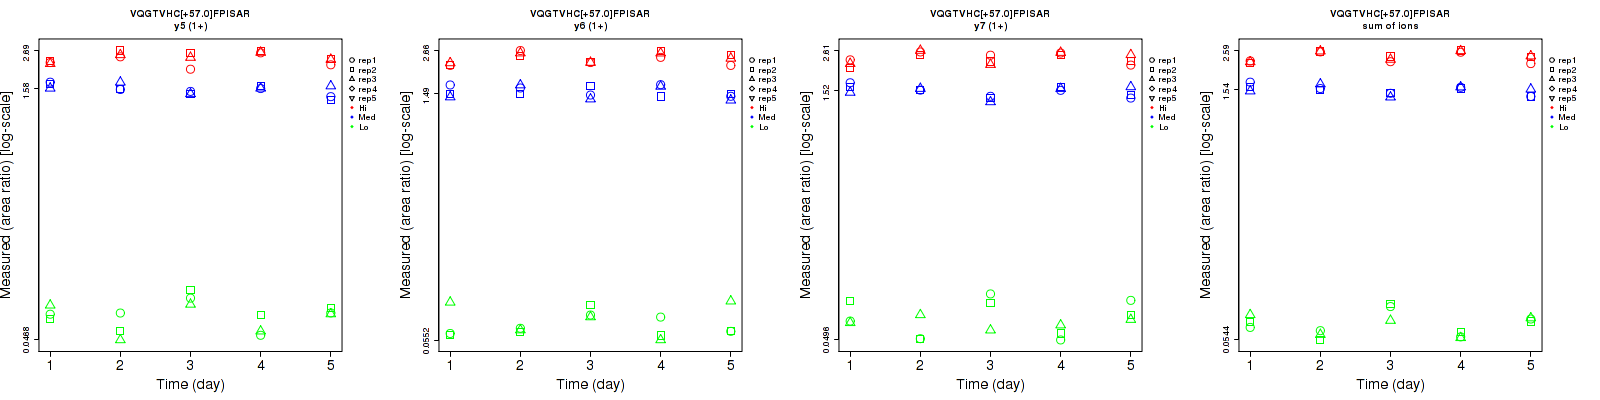 VQGTVHC[+57.0]FPISAR
y5 (1+)
Measured (area ratio) [log-scale]
2.69
1.58
0.0468
1 2 3 4 5
Time (day)
rep1
rep2
rep3
rep4
rep5
Hi
Med
Lo
VQGTVHC[+57.0]FPISAR
y6 (1+)
Measured (area ratio) [log-scale]
2.66
1.49
0.0552
1 2 3 4 5
Time (day)
rep1
rep2
rep3
rep4
rep5
Hi
Med
Lo
VQGTVHC[+57.0]FPISAR
y7 (1+)
Measured (area ratio) [log-scale]
2.61
1.52
0.0496
1 2 3 4 5
Time (day)
rep1
rep2
rep3
rep4
rep5
Hi
Med
Lo
VQGTVHC[+57.0]FPISAR
sum of ions
Measured (area ratio) [log-scale]
2.59
1.54
0.0544
1 2 3 4 5
Time (day)
rep1
rep2
rep3
rep4
rep5
Hi
Med
Lo